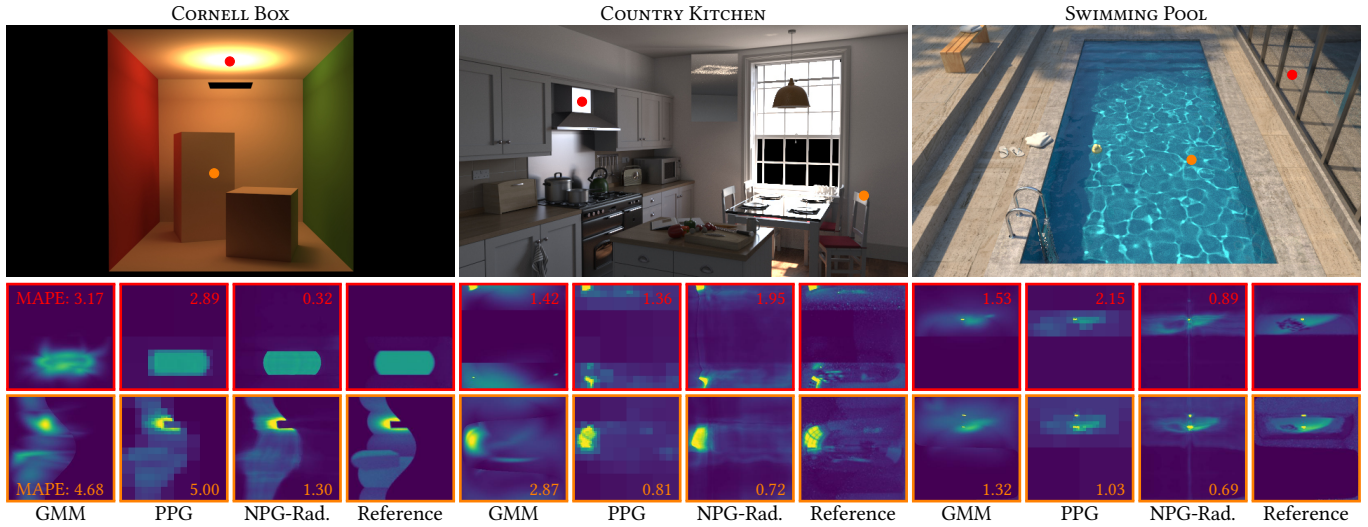 CORNELL BOX COUNTRY KITCHEN SWIMMING POOL
MAPE: 3.17 2.89 0.32 1.42 1.36 1.95 1.53 2.15 0.89
MAPE: 4.68 5.00 1.30 2.87 0.81 0.72 1.32 1.03 0.69
GMM PPG NPG-Rad. Reference GMM PPG NPG-Rad. Reference GMM PPG NPG-Rad. Reference